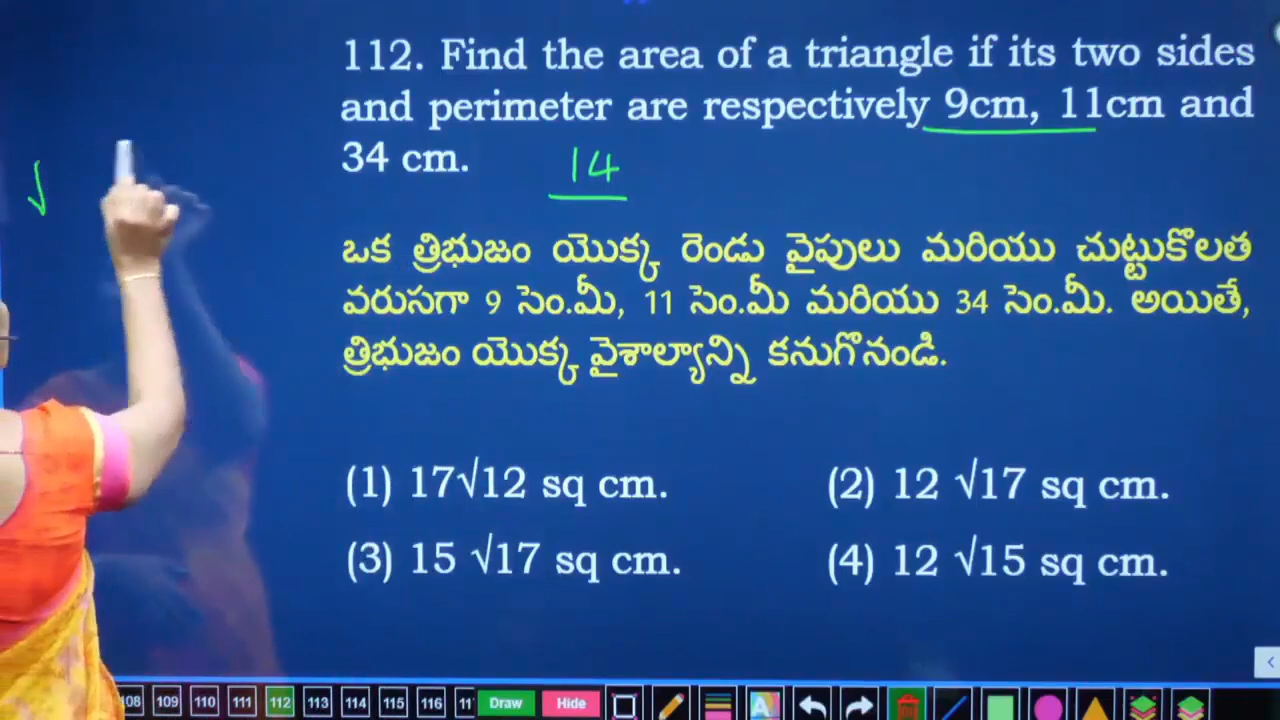 112. Find the area of a triangle if its two sides
and perimeter are respectively 9cm, 11cm and
34 cm.
14
√
ఒక త్రిభుజం యొక్క రెండు వైపులు మరియు చుట్టుకొలత
వరుసగా 9 సెం.మీ, 11 సెం.మీ మరియు 34 సెం.మీ. అయితే,
త్రిభుజం యొక్క వైశాల్యాన్ని కనుగొనండి.
(1) 17√12 sq cm. (2) 12 √17 sq cm.
(3) 15 √17 sq cm. (4) 12 √15 sq cm.
108 109 110 111 112 113 114 115 116 Draw Hide A